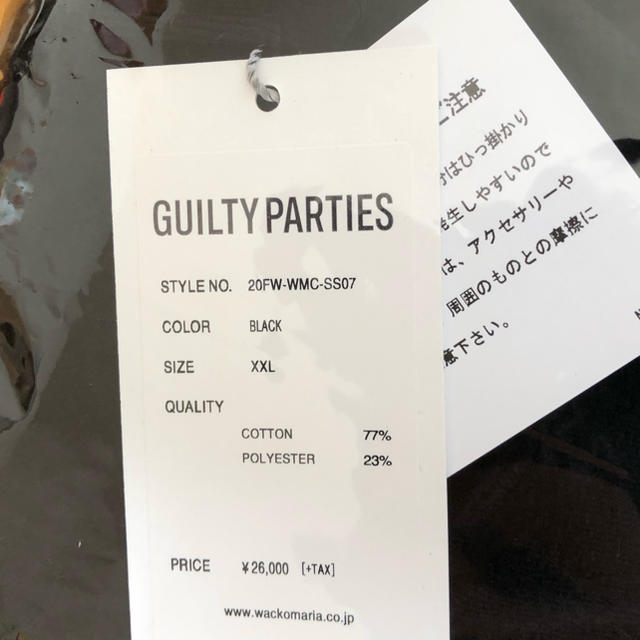 GUILTY PARTIES
STYLE NO. 20FW-WMC-SS07
COLOR BLACK
SIZE XXL
QUALITY
COTTON 77%
POLYESTER 23%
PRICE ¥26,000 [+TAX]
www.wackomaria.co.jp
注意
はひっ掛かり
発生しやすいので
は、アクセサリーや
周囲のものとの摩擦に
意下さい。